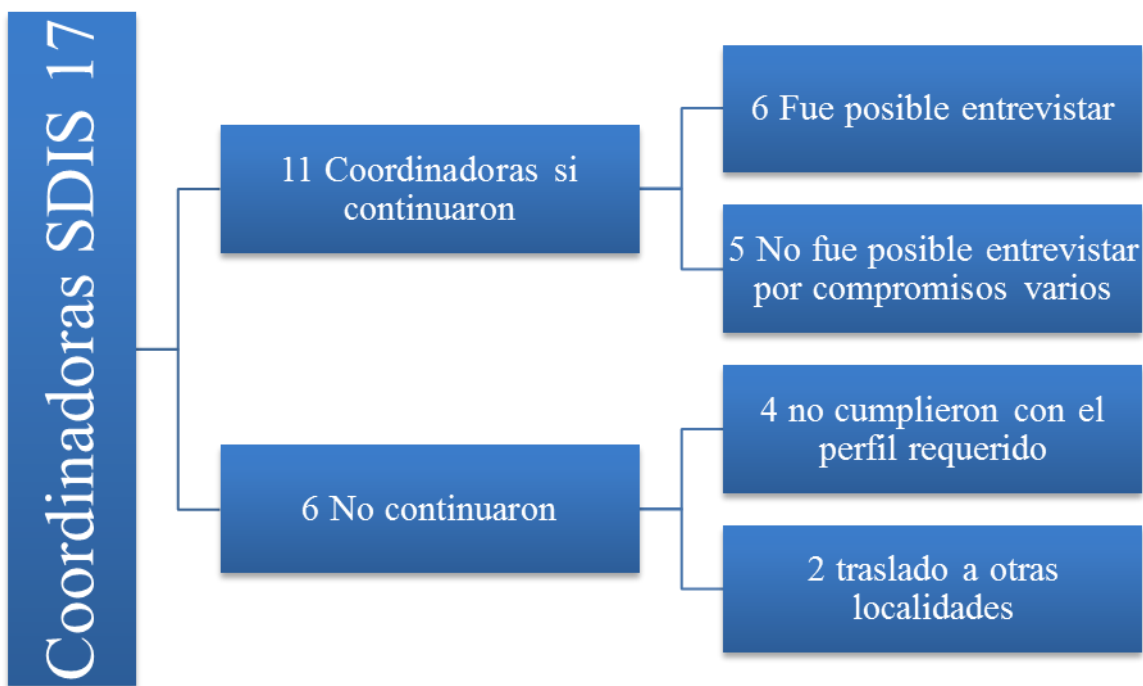 Coordinadoras SDIS 17
11 Coordinadoras si
continuaron
6 Fue posible entrevistar
5 No fue posible entrevistar
por compromisos varios
6 No continuaron
4 no cumplieron con el
perfil requerido
2 traslado a otras
localidades